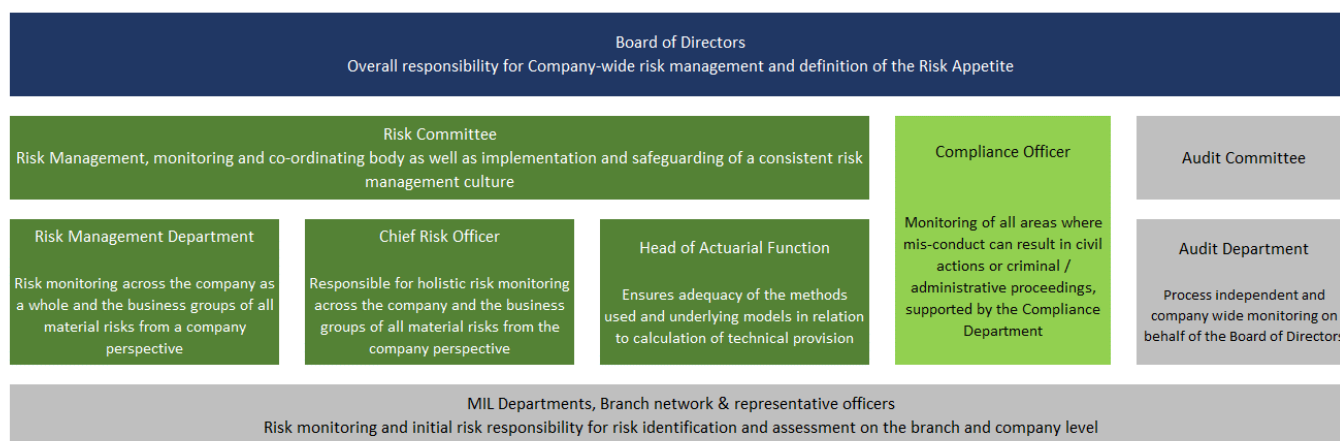 Board of Directors
Overall responsibility for Company-wide risk management and definition of the Risk Appetite
Risk Committee
Risk Management, monitoring and co-ordinating body as well as implementation and safeguarding of a consistent risk
management culture
Risk Management Department
Risk monitoring across the company as
a whole and the business groups of all
material risks from a company
perspective
Chief Risk Officer
Responsible for holistic risk monitoring
across the company and the business
groups of all material risks from the
company perspective
Head of Actuarial Function
Ensures adequacy of the methods
used and underlying models in relation
to calculation of technical provision
Compliance Officer
Monitoring of all areas where
mis-conduct can result in civil
actions or criminal /
administrative proceedings,
supported by the Compliance
Department
Audit Committee
Audit Department
Process independent and
company wide monitoring on
behalf of the Board of Directors
MIL Departments, Branch network & representative officers
Risk monitoring and initial risk responsibility for risk identification and assessment on the branch and company level